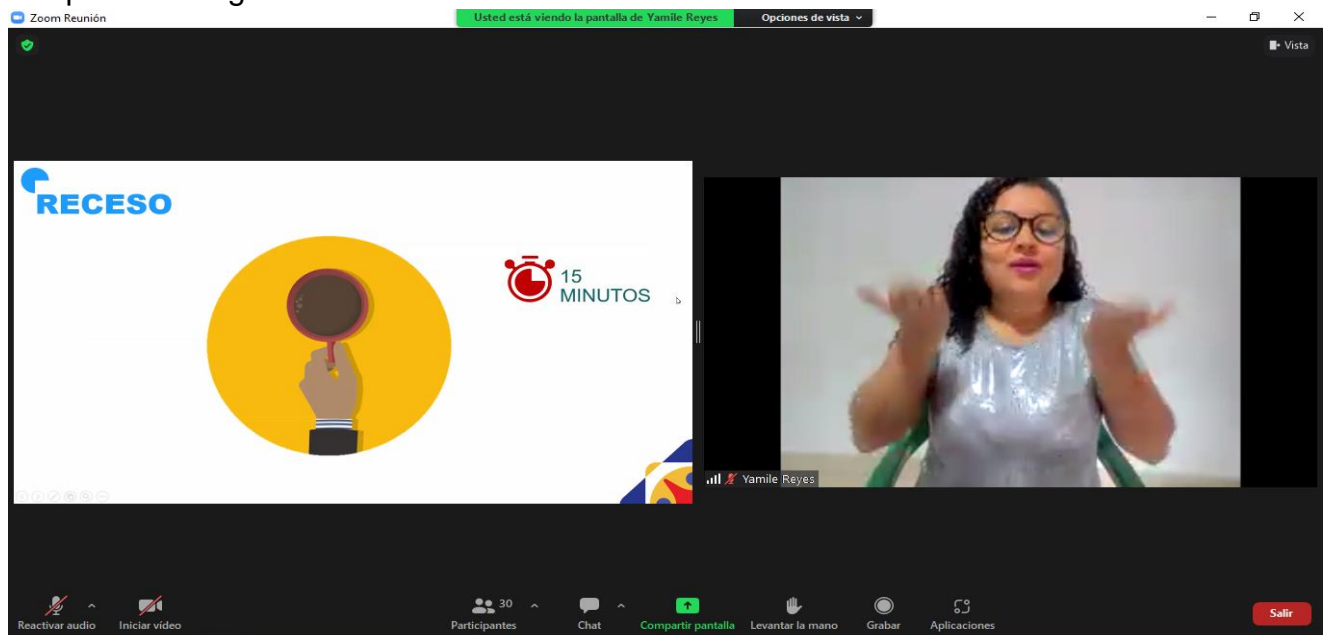 Zoom Reunión
Usted está viendo la pantalla de Yamile Reyes
Opciones de vista
Vista
RECESO
15
MINUTOS
Yamile Reyes
Reactivar audio
Iniciar vídeo
30
Participantes
Chat
Compartir pantalla
Levantar la mano
Grabar
Aplicaciones
Salir